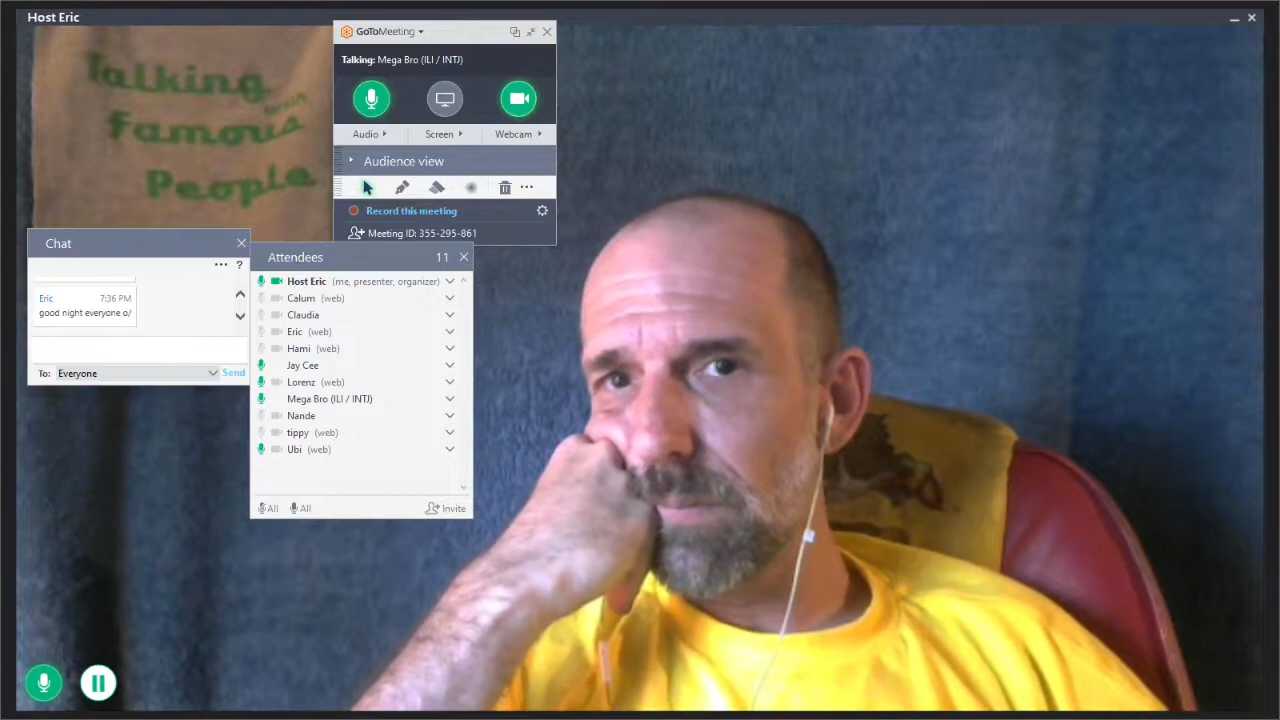 Host Eric
Talking
Famous
People
GoToMeeting
Talking: Mega Bro (ILI / INTJ)
Audio
Screen
Webcam
Audience view
Record this meeting
Meeting ID: 355-295-861
Chat
?
Eric 7:36 PM
good night everyone o/
To: Everyone Send
Attendees 11
Host Eric (me, presenter, organizer)
Calum (web)
Claudia
Eric (web)
Hami (web)
Jay Cee
Lorenz (web)
Mega Bro (ILI / INTJ)
Nande
tippy (web)
Ubi (web)
All All Invite